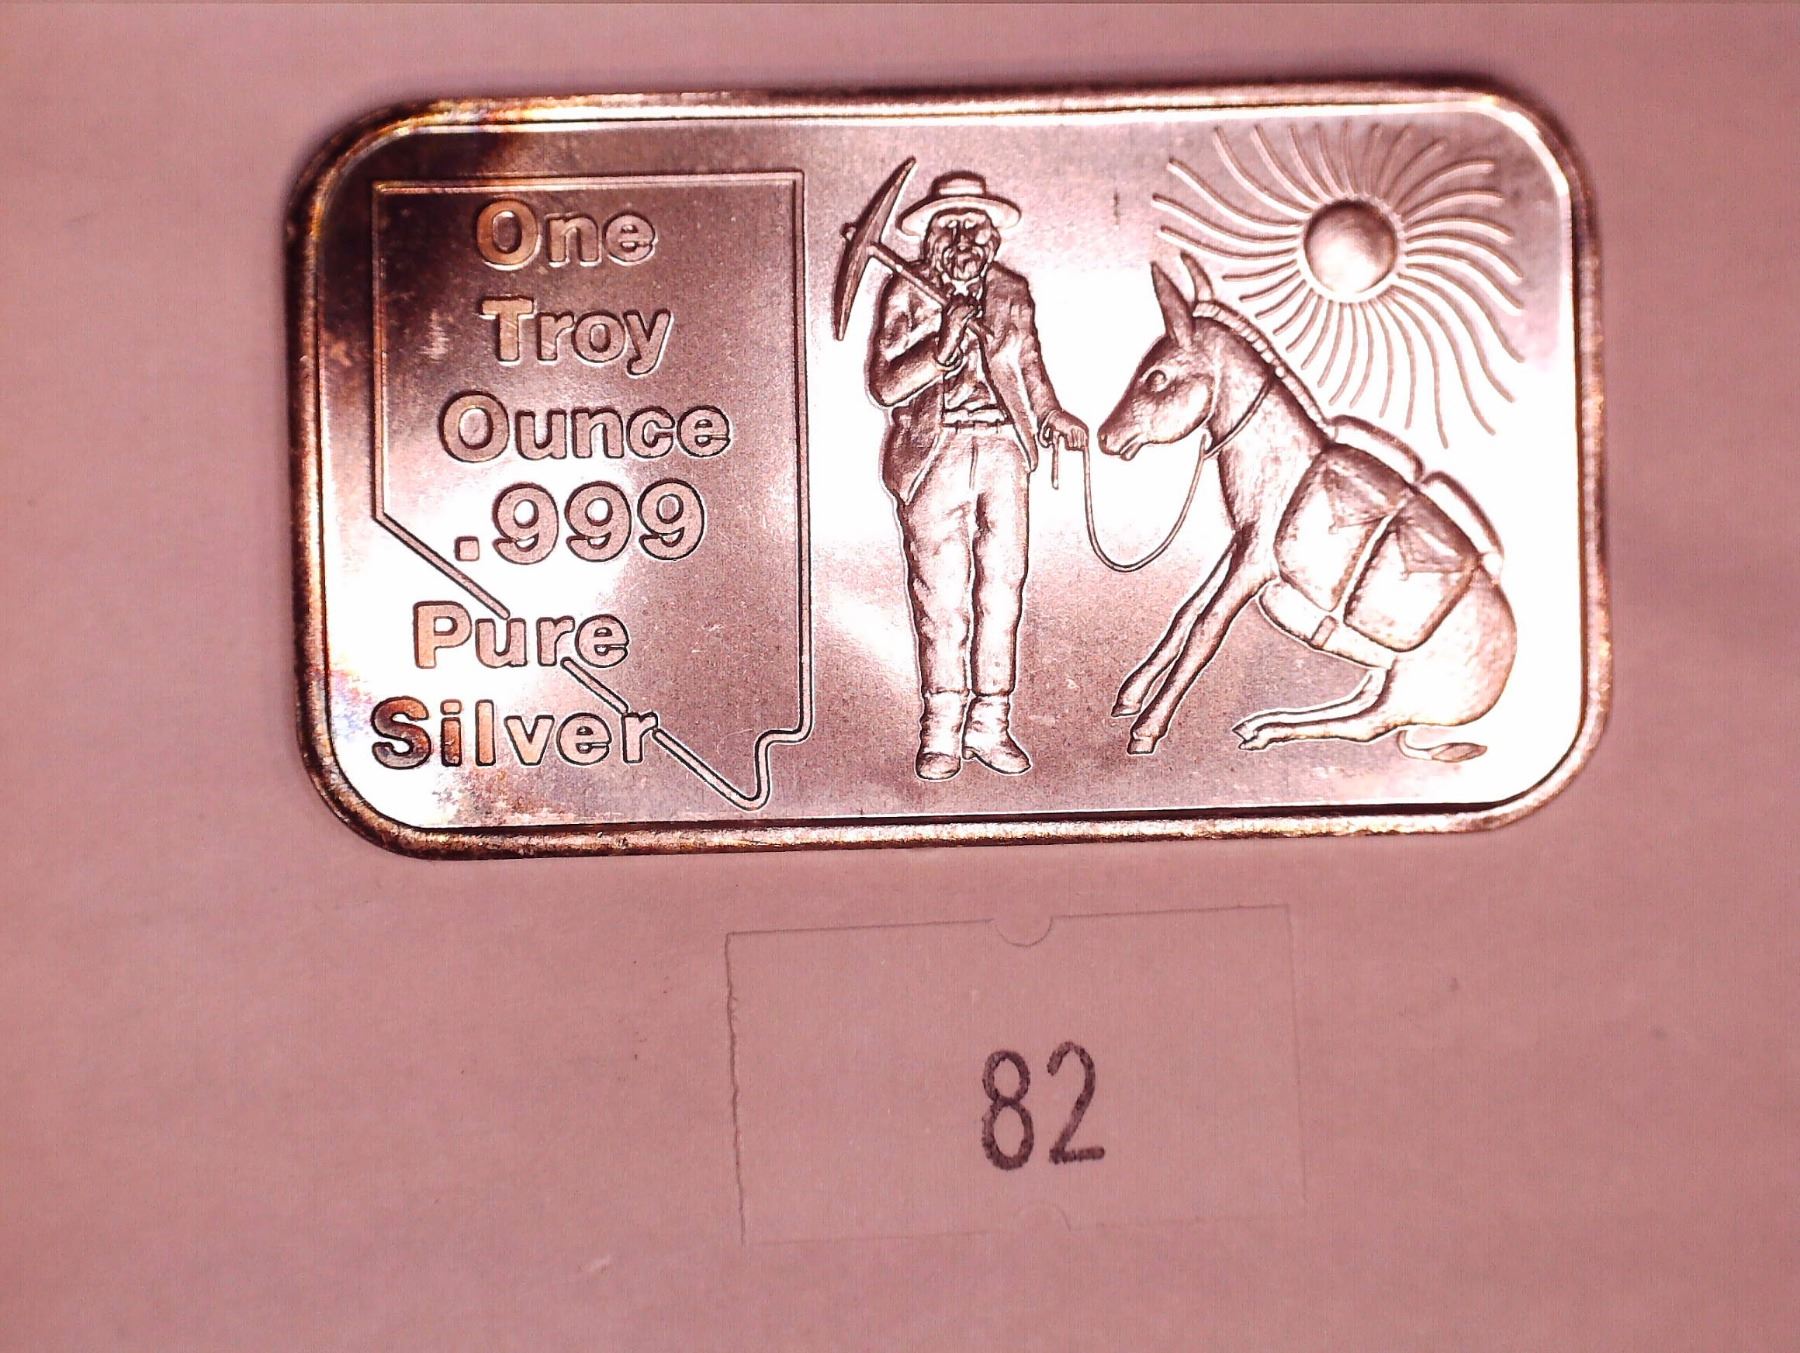 One
Troy
Ounce
.999
Pure
Silver
82